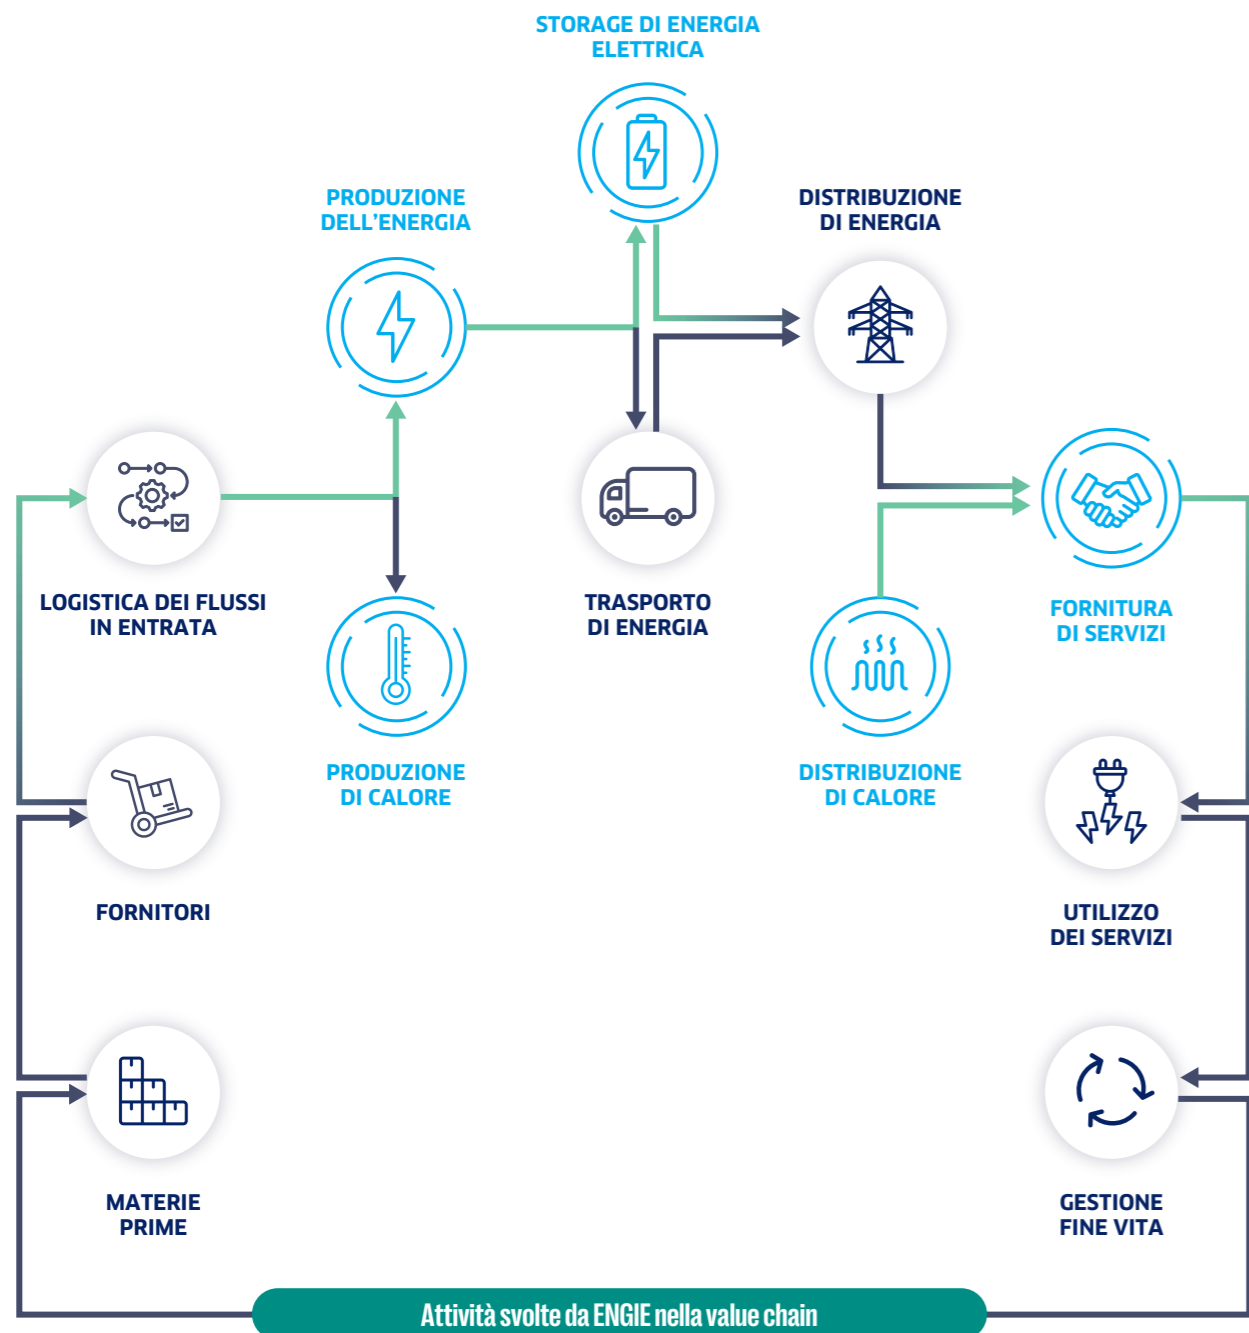 STORAGE DI ENERGIA
ELETTRICA
PRODUZIONE
DELL'ENERGIA
DISTRIBUZIONE
DI ENERGIA
LOGISTICA DEI FLUSSI
IN ENTRATA
TRASPORTO
DI ENERGIA
FORNITURA
DI SERVIZI
PRODUZIONE
DI CALORE
DISTRIBUZIONE
DI CALORE
FORNITORI
UTILIZZO
DEI SERVIZI
MATERIE
PRIME
GESTIONE
FINE VITA
Attività svolte da ENGIE nella value chain